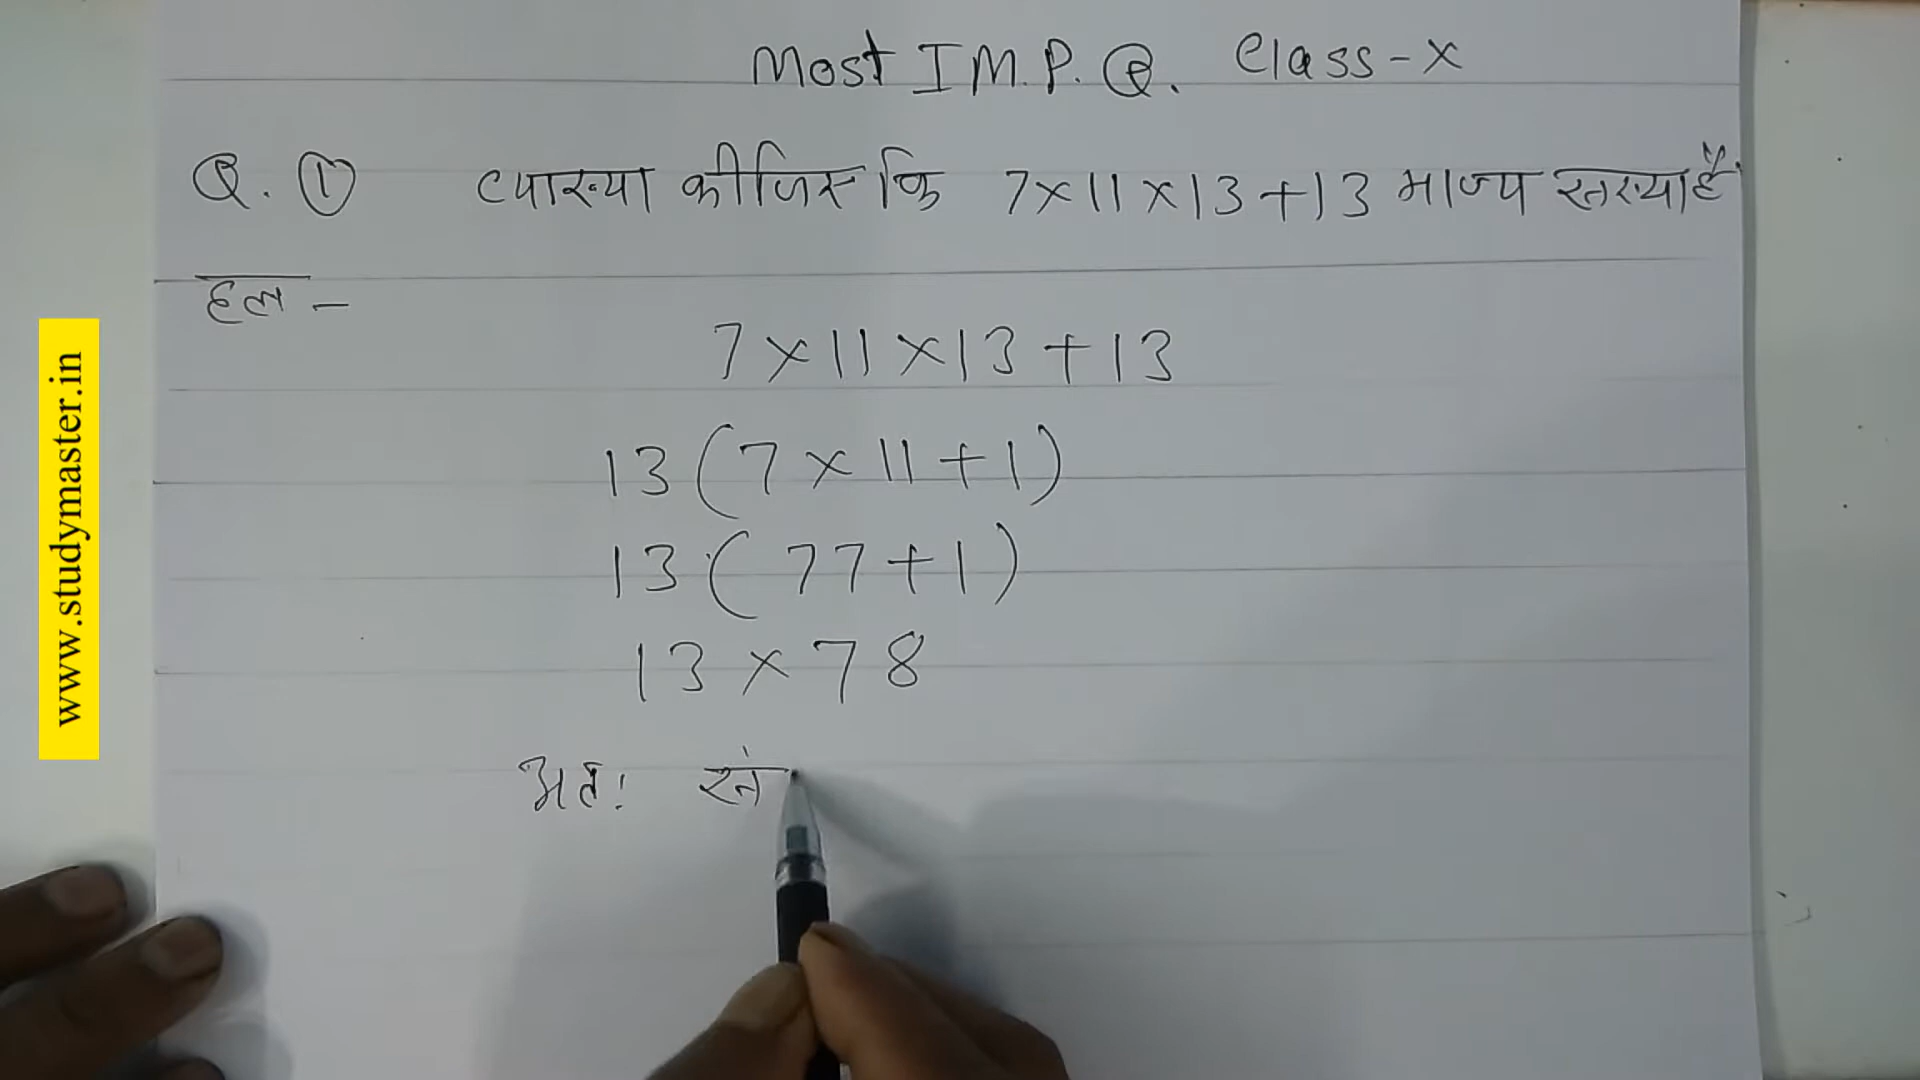 Most I.M.P. Q. Class-X
Q. ① व्याख्या कीजिए कि 7×11×13+13 भाज्य संख्या है
हल -
7×11×13+13
13(7×11+1)
13(77+1)
13×78
अतः सं
www.studymaster.in